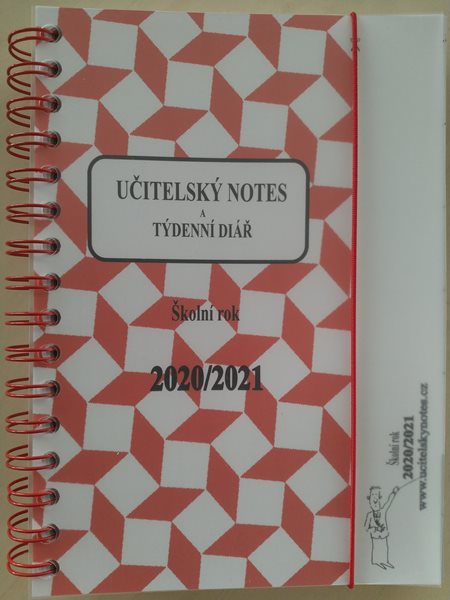 UČITELSKÝ NOTES
A
TÝDENNÍ DIÁŘ
Školní rok
2020/2021
Školní rok
2020/2021
www.ucitelskynotes.cz